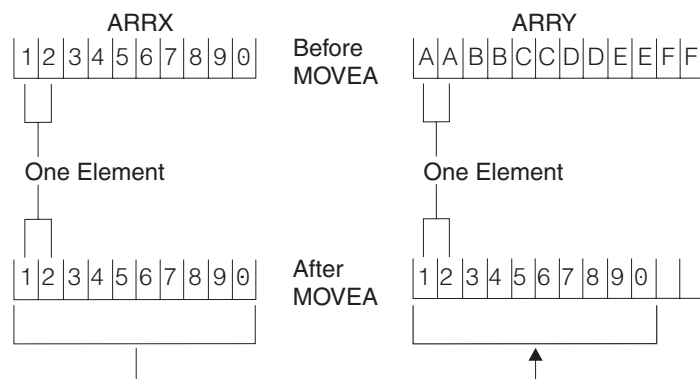 ARRX ARRY
1 2 3 4 5 6 7 8 9 0 Before A A B B C C D D E E F F
MOVEA
One Element One Element
1 2 3 4 5 6 7 8 9 0 After 1 2 3 4 5 6 7 8 9 0
MOVEA